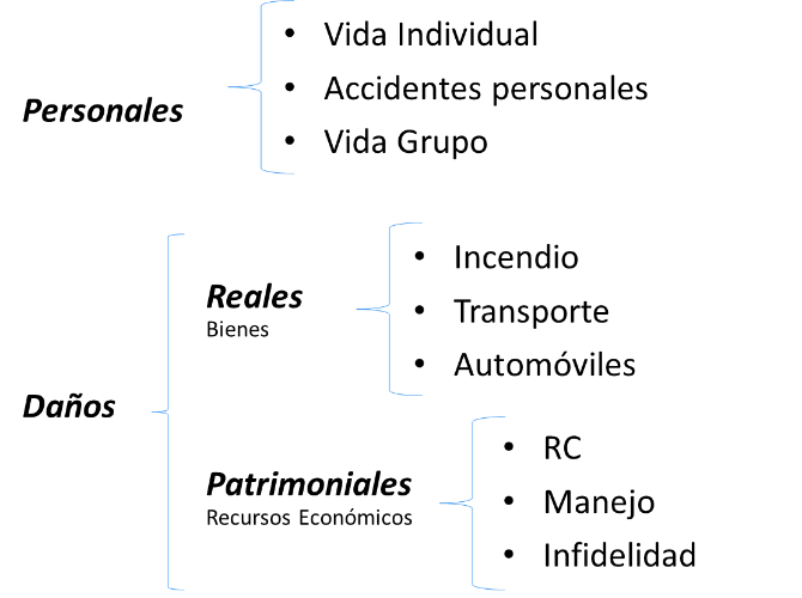 Personales
• Vida Individual
• Accidentes personales
• Vida Grupo
Daños
Reales
Bienes
• Incendio
• Transporte
• Automóviles
Patrimoniales
Recursos Económicos
• RC
• Manejo
• Infidelidad